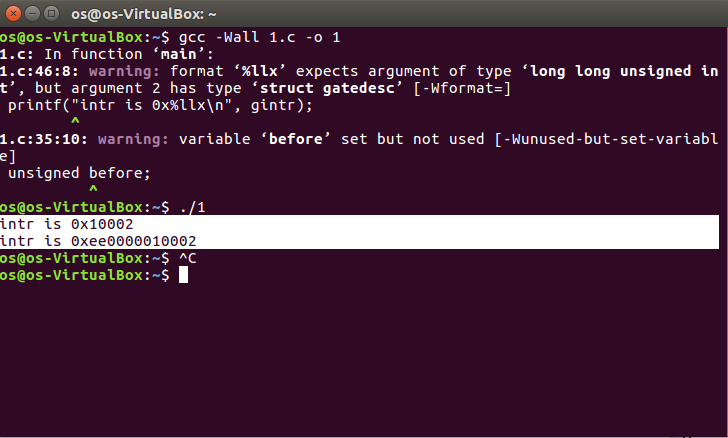 os@os-VirtualBox: ~
os@os-VirtualBox:~$ gcc -Wall 1.c -o 1
1.c: In function ‘main’:
1.c:46:8: warning: format ‘%llx’ expects argument of type ‘long long unsigned in
t’, but argument 2 has type ‘struct gatedesc’ [-Wformat=]
 printf("intr is 0x%llx\n", gintr);
        ^
1.c:35:10: warning: variable ‘before’ set but not used [-Wunused-but-set-variabl
e]
 unsigned before;
          ^
os@os-VirtualBox:~$ ./1
intr is 0x10002
intr is 0xee0000010002
os@os-VirtualBox:~$ ^C
os@os-VirtualBox:~$